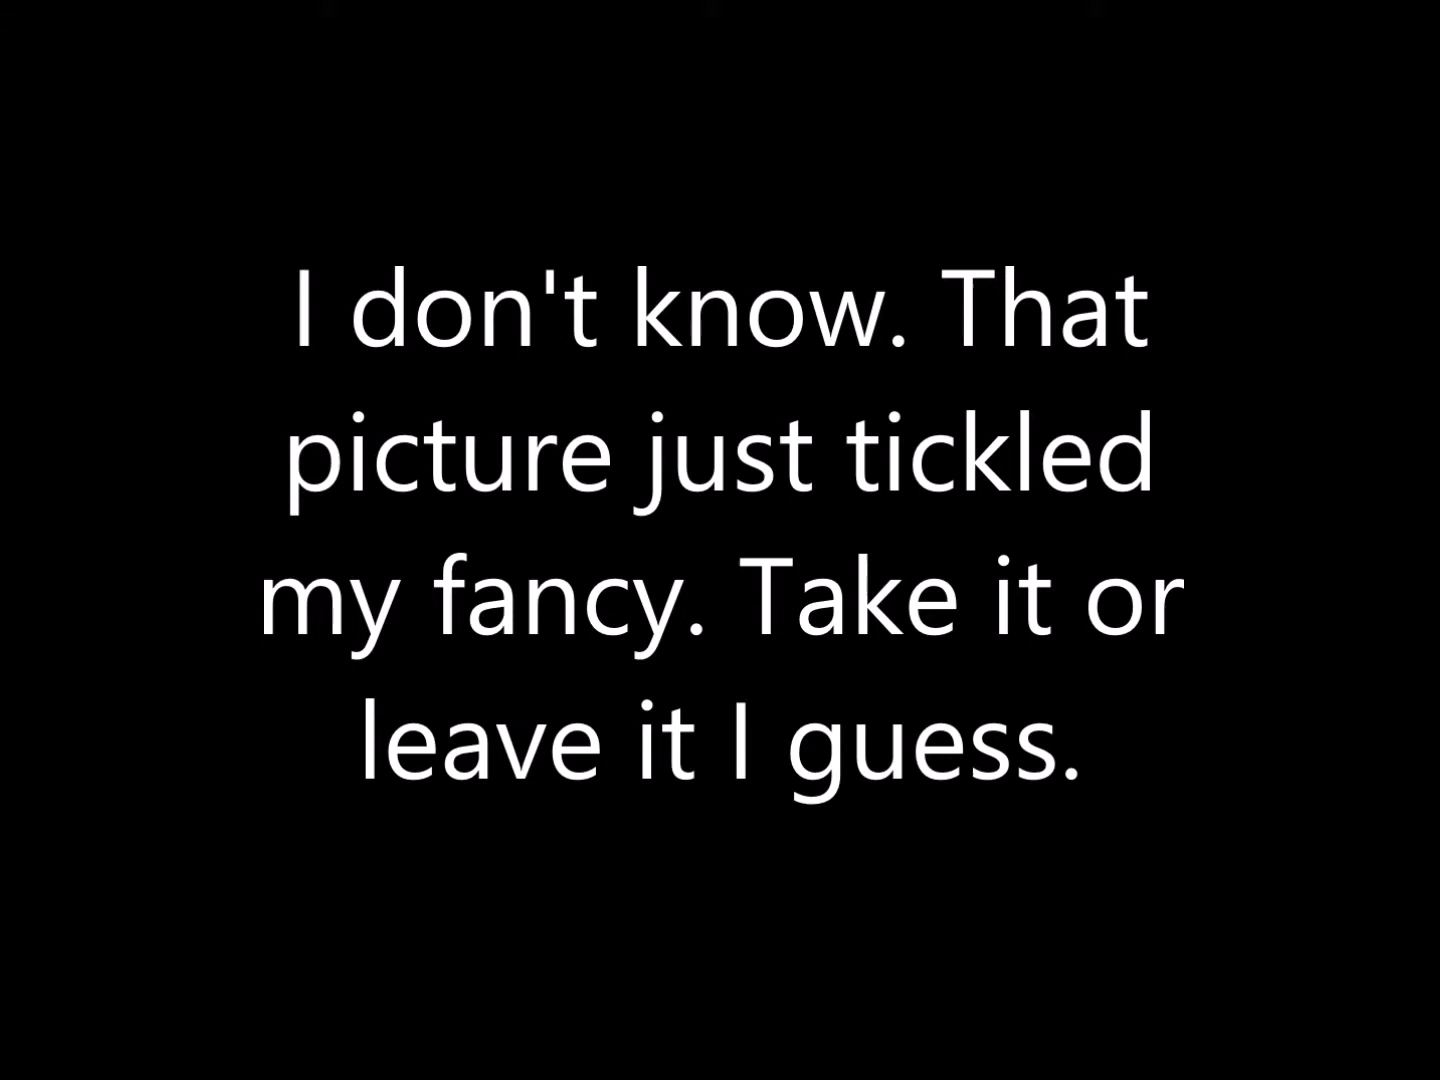 I don't know. That
picture just tickled
my fancy. Take it or
leave it I guess.